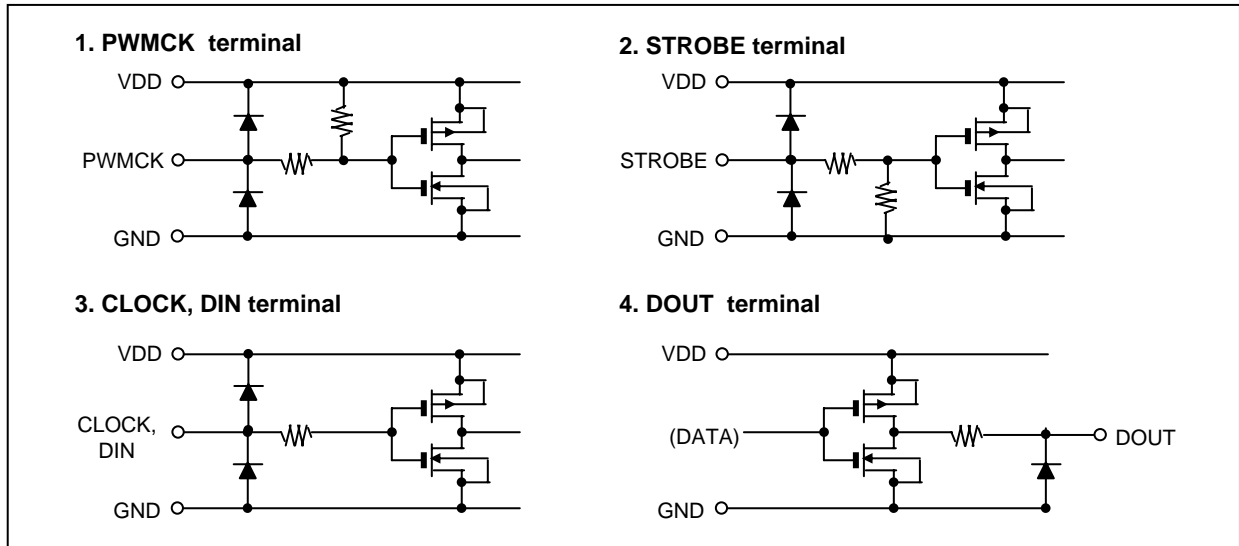 1. PWMCK terminal
VDD
PWMCK
GND
2. STROBE terminal
VDD
STROBE
GND
3. CLOCK, DIN terminal
VDD
CLOCK,
DIN
GND
4. DOUT terminal
VDD
(DATA)
DOUT
GND